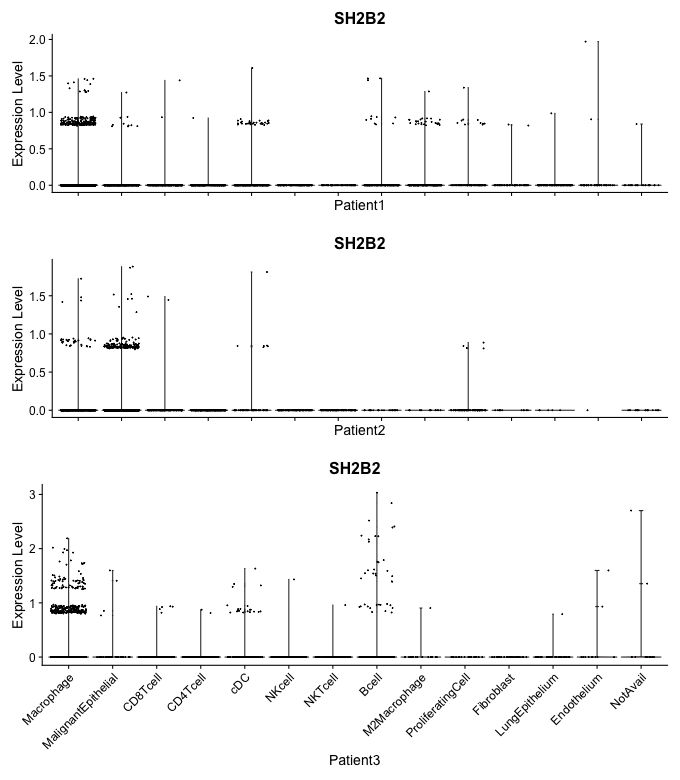 SH2B2
2.0
1.5
1.0
0.5
0.0
Expression Level
Patient1
SH2B2
1.5
1.0
0.5
0.0
Expression Level
Patient2
SH2B2
3
2
1
0
Expression Level
Macrophage
MalignantEpithelial
CD8Tcell
CD4Tcell
cDC
NKcell
NKTcell
Bcell
M2Macrophage
ProliferatingCell
Fibroblast
LungEpithelium
Endothelium
NotAvail
Patient3